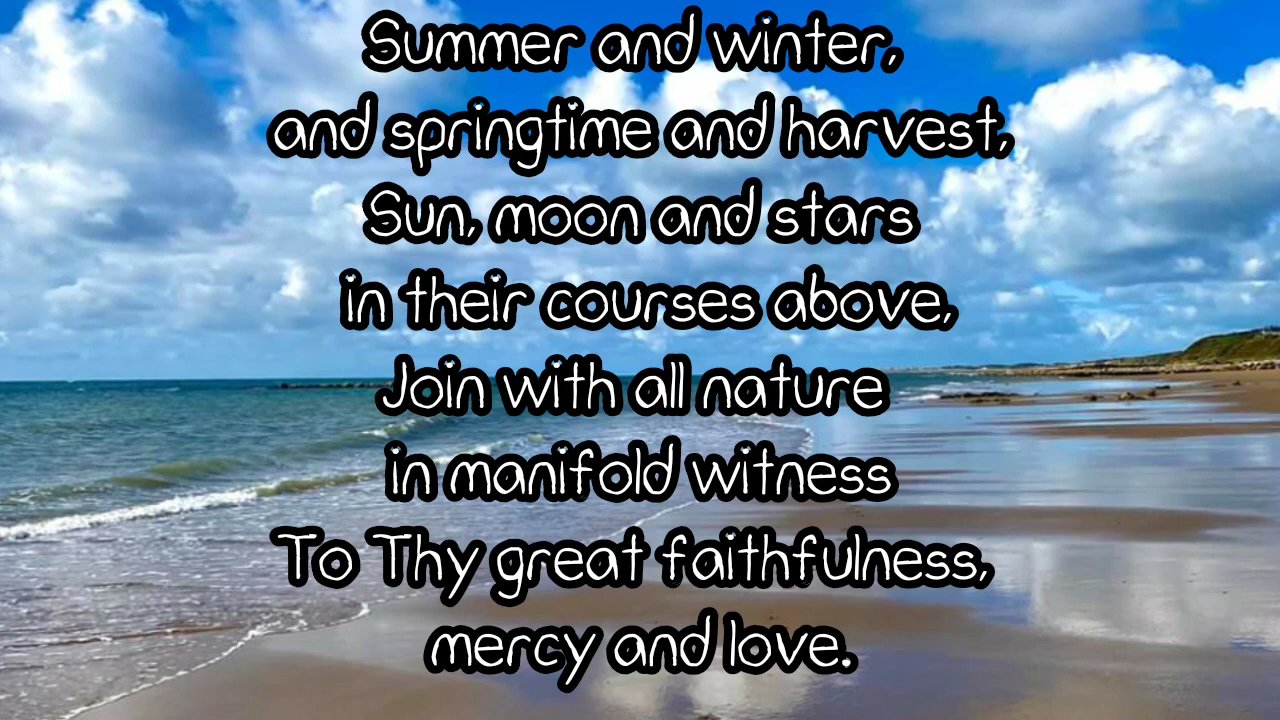 Summer and winter,
and springtime and harvest,
Sun, moon and stars
in their courses above,
Join with all nature
in manifold witness
To Thy great faithfulness,
mercy and love.